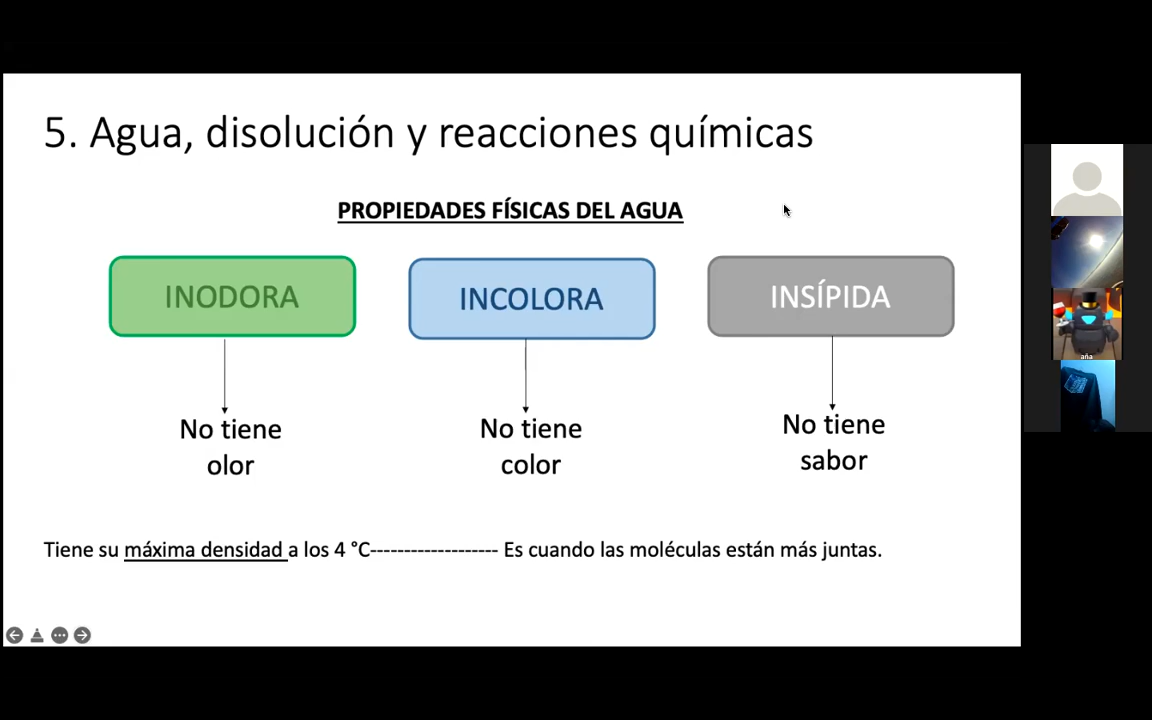 5. Agua, disolución y reacciones químicas
PROPIEDADES FÍSICAS DEL AGUA
INODORA
INCOLORA
INSÍPIDA
No tiene
olor
No tiene
color
No tiene
sabor
Tiene su máxima densidad a los 4 °C------------------- Es cuando las moléculas están más juntas.
aña